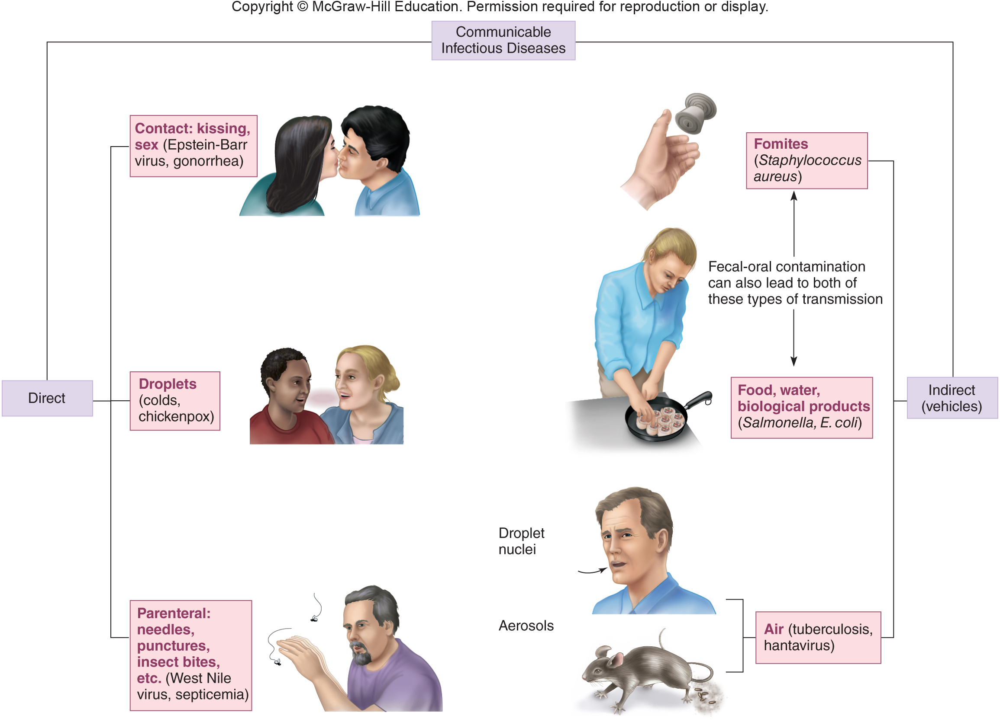 Copyright © McGraw-Hill Education. Permission required for reproduction or display.
Communicable
Infectious Diseases
Direct
Contact: kissing,
sex (Epstein-Barr
virus, gonorrhea)
Droplets
(colds,
chickenpox)
Parenteral:
needles,
punctures,
insect bites,
etc. (West Nile
virus, septicemia)
Fomites
(Staphylococcus
aureus)
Fecal-oral contamination
can also lead to both of
these types of transmission
Food, water,
biological products
(Salmonella, E. coli)
Indirect
(vehicles)
Droplet
nuclei
Aerosols
Air (tuberculosis,
hantavirus)